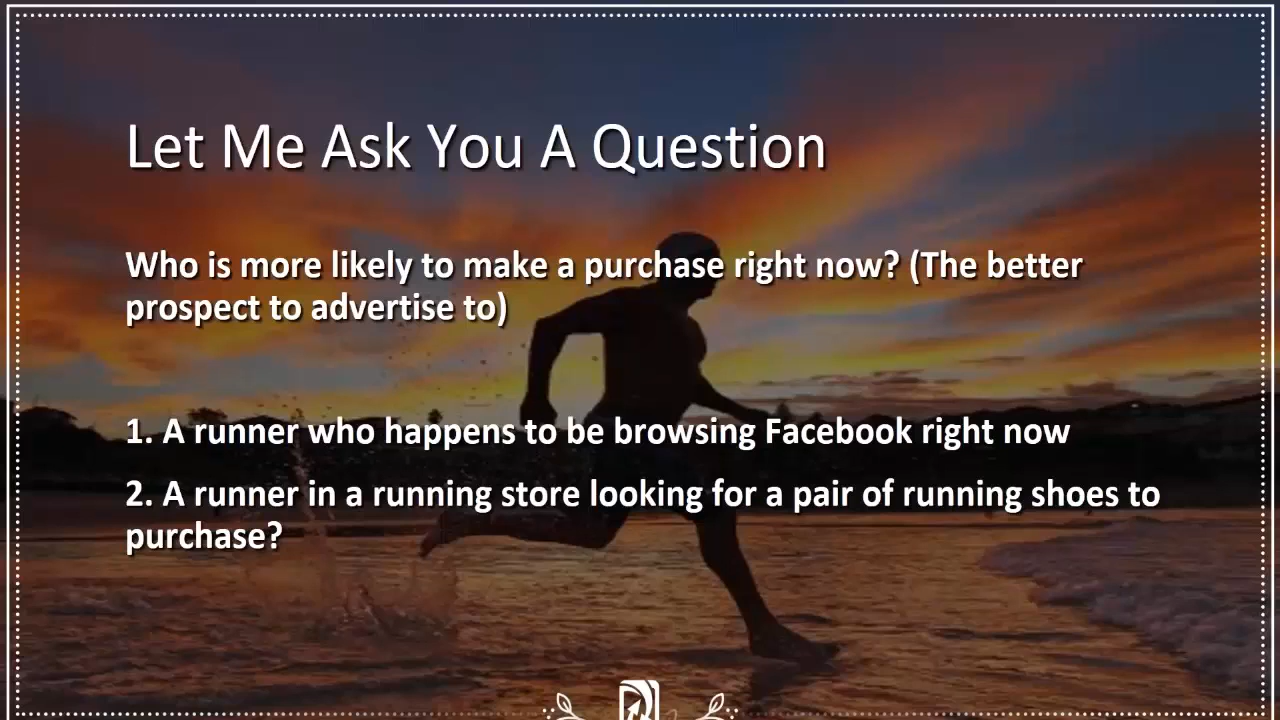 Let Me Ask You A Question
Who is more likely to make a purchase right now? (The better
prospect to advertise to)
1. A runner who happens to be browsing Facebook right now
2. A runner in a running store looking for a pair of running shoes to
purchase?